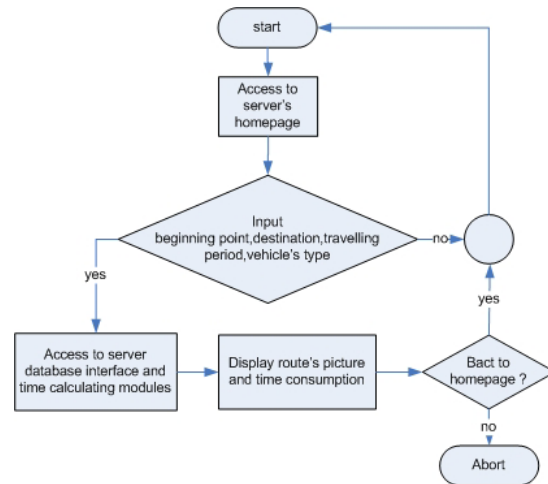 start
Access to
server's
homepage
Input
beginning point,destination,travelling
period,vehicle's type
no
yes
yes
Access to server
database interface and
time calculating modules
Display route's picture
and time consumption
Bact to
homepage ?
no
Abort